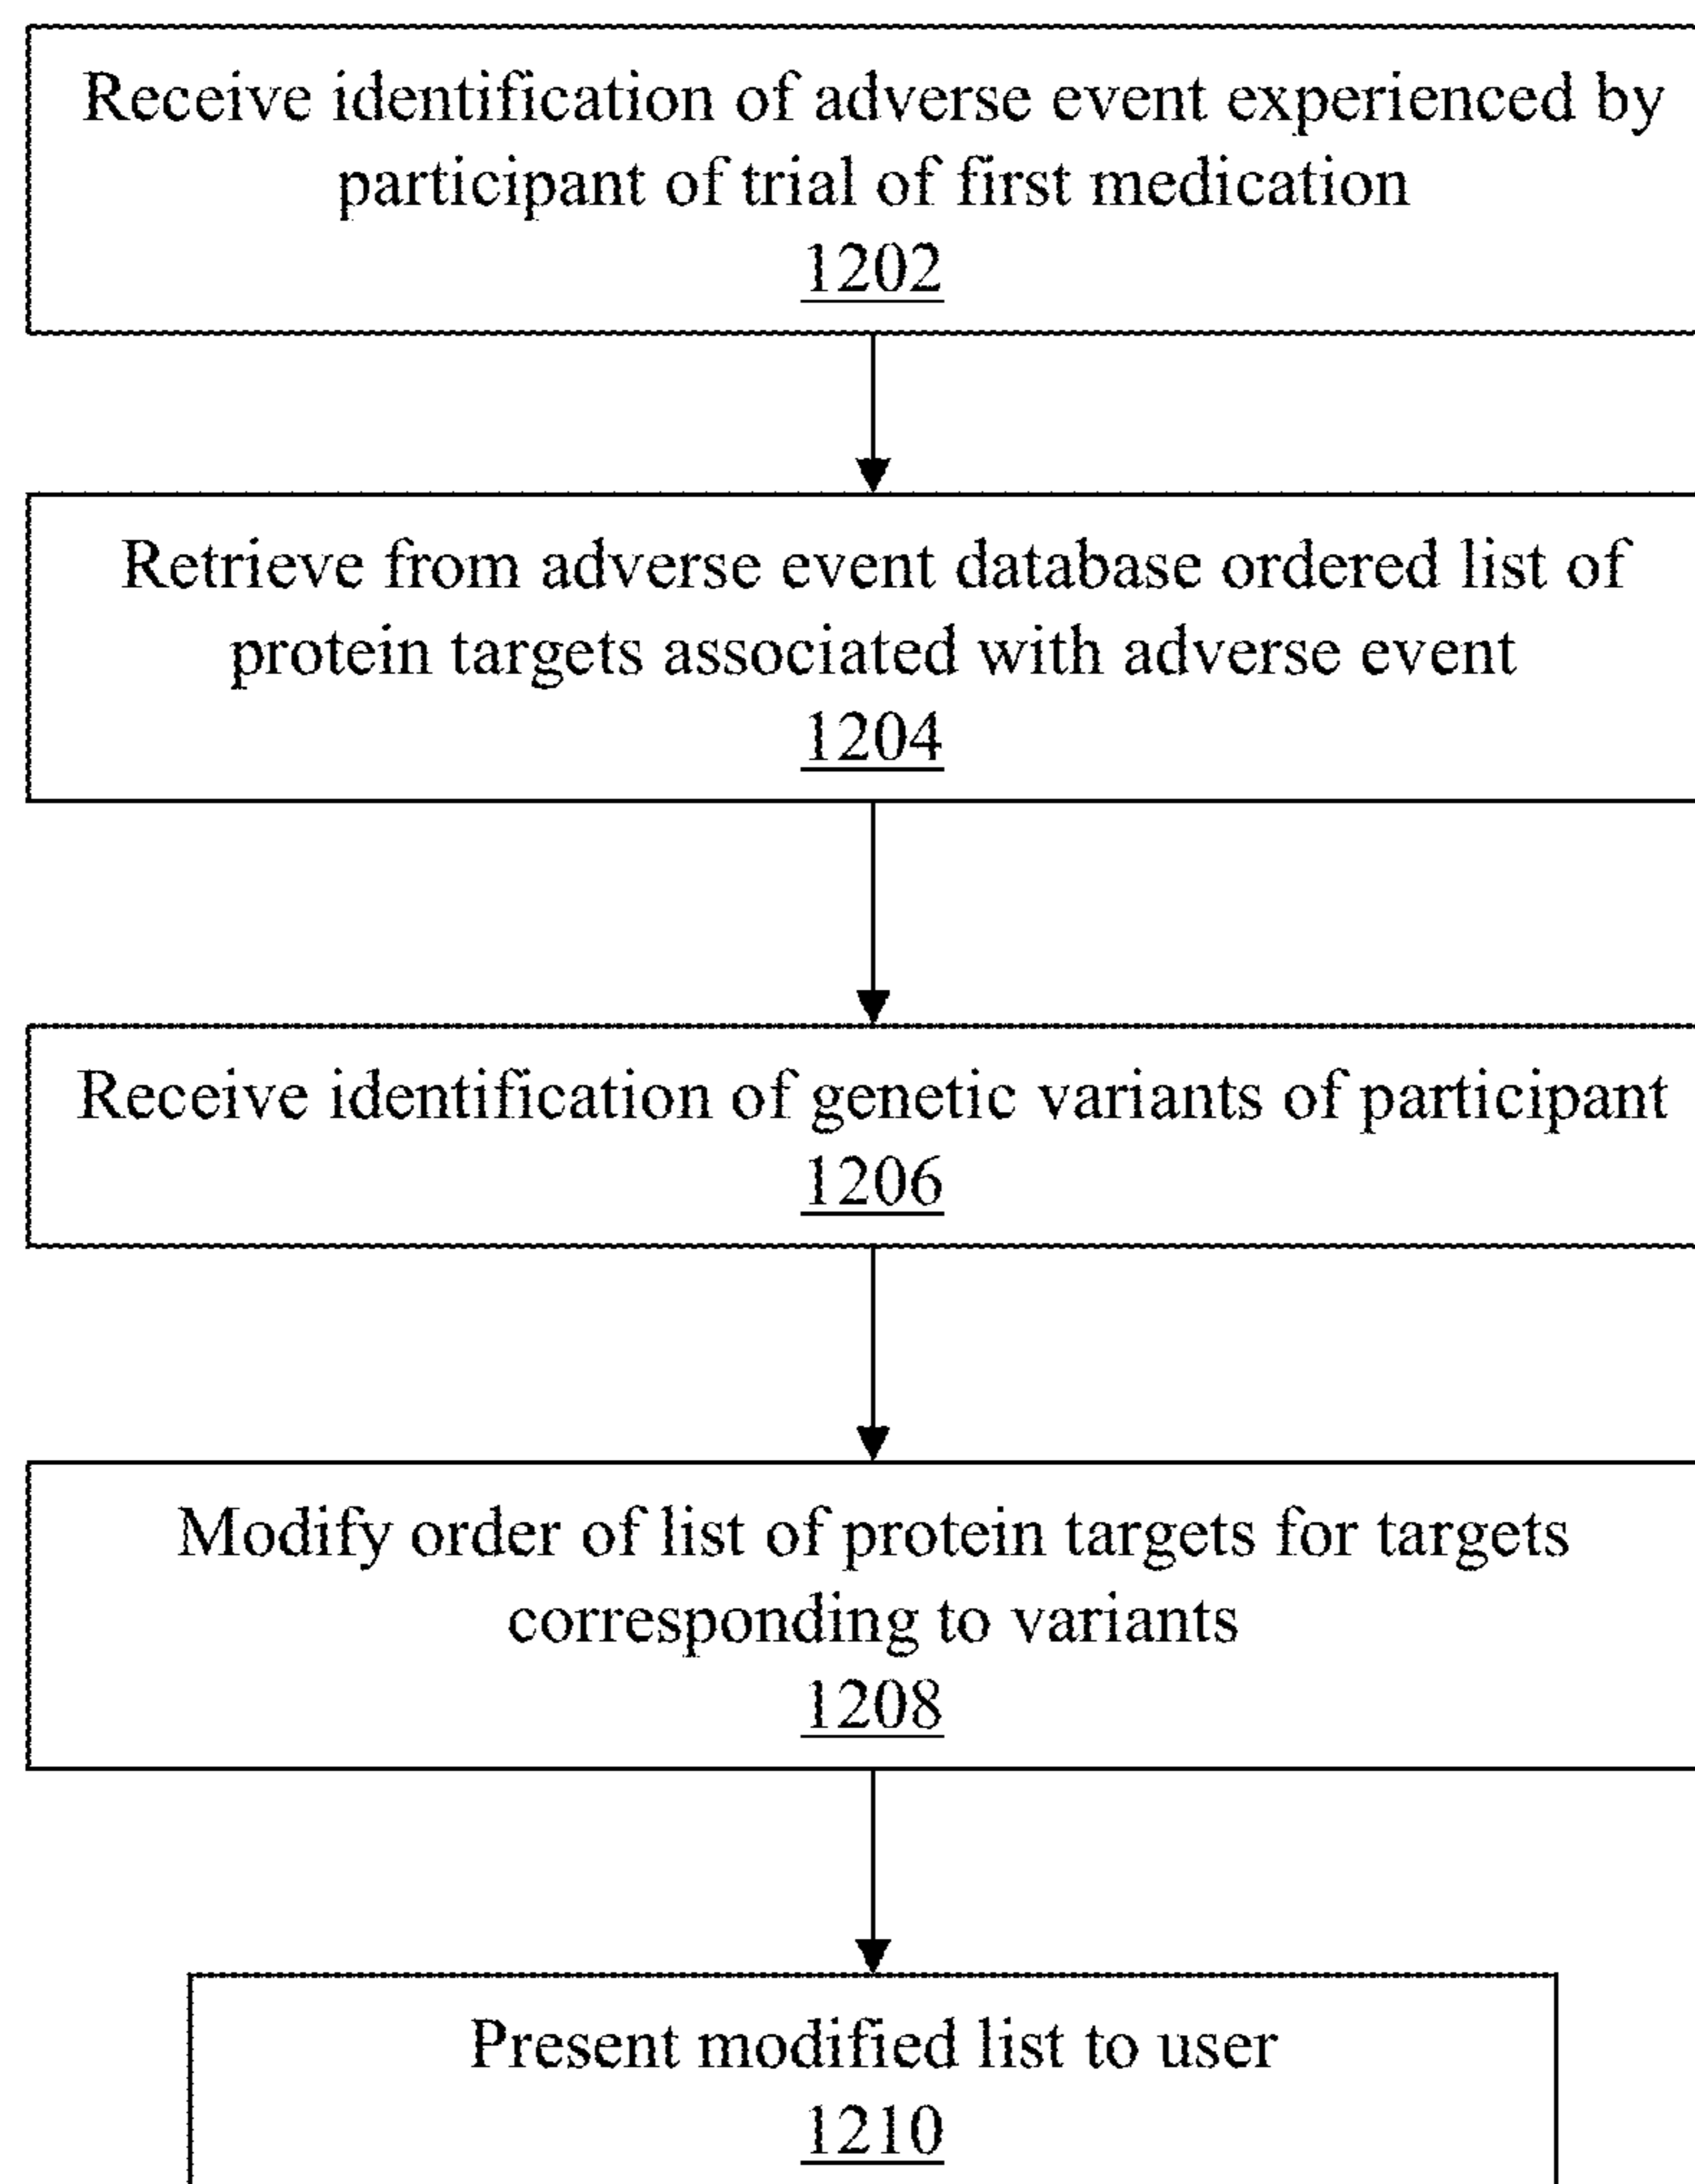 Receive identification of adverse event experienced by
participant of trial of first medication
1202
Retrieve from adverse event database ordered list of
protein targets associated with adverse event
1204
Receive identification of genetic variants of participant
1206
Modify order of list of protein targets for targets
corresponding to variants
1208
Present modified list to user
1210